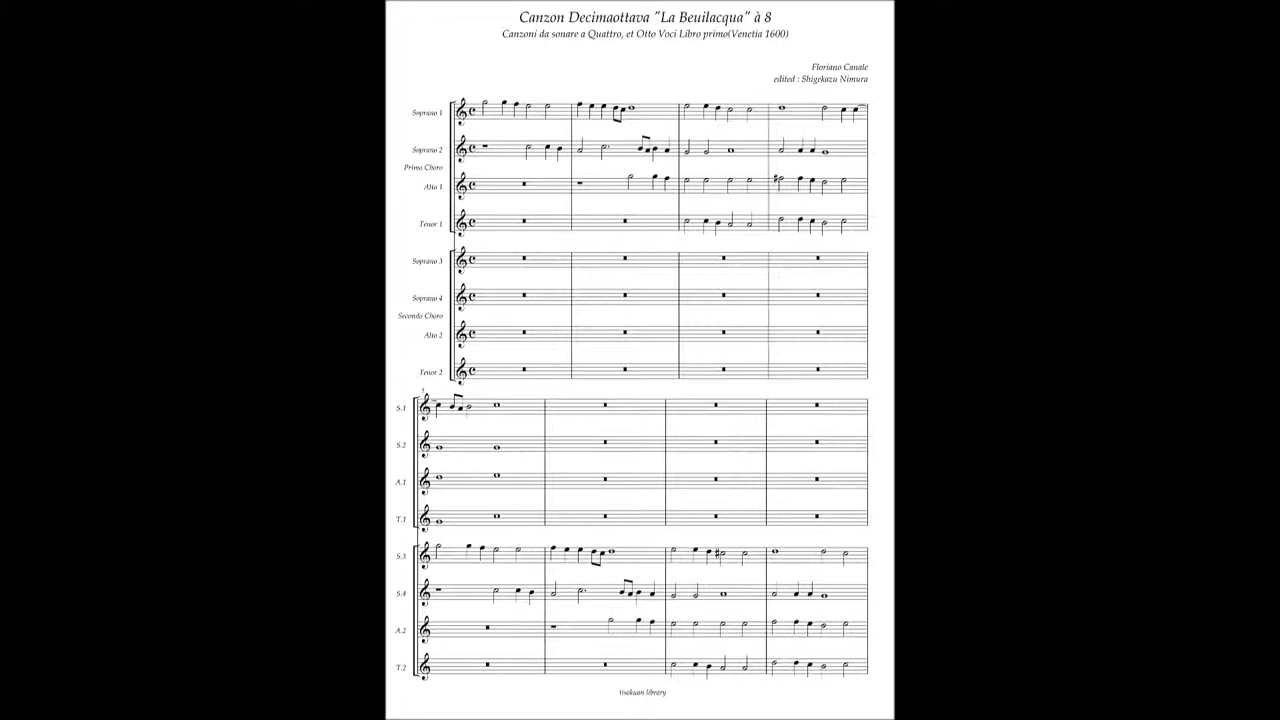 Canzon Decimaottava "La Beuilacqua" à 8
Canzoni da sonare a Quattro, et Otto Voci Libro primo(Venetia 1600)
Floriano Canale
edited : Shigekazu Nimura
Soprano 1
Soprano 2
Primo Choro
Alto 1
Tenor 1
Soprano 3
Soprano 4
Secondo Choro
Alto 2
Tenor 2
5
S.1
S.2
A.1
T.1
S.3
S.4
A.2
T.2
tisokuan library